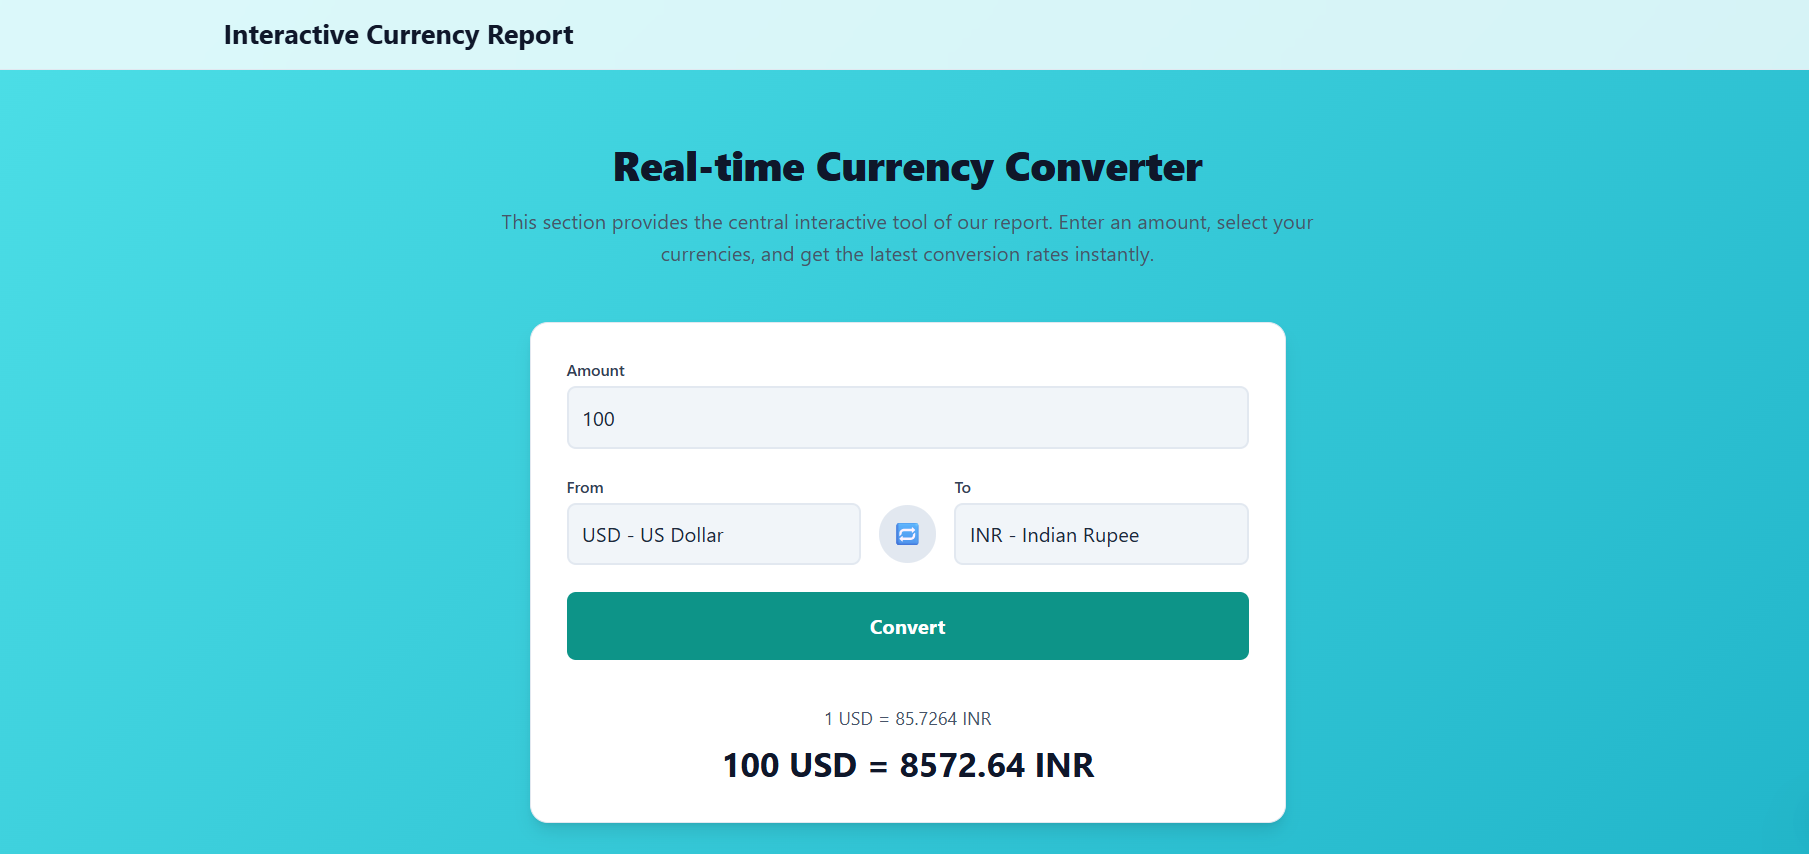 Interactive Currency Report
Real-time Currency Converter
This section provides the central interactive tool of our report. Enter an amount, select your
currencies, and get the latest conversion rates instantly.
Amount
100
From
To
USD - US Dollar
INR - Indian Rupee
Convert
1 USD = 85.7264 INR
100 USD = 8572.64 INR